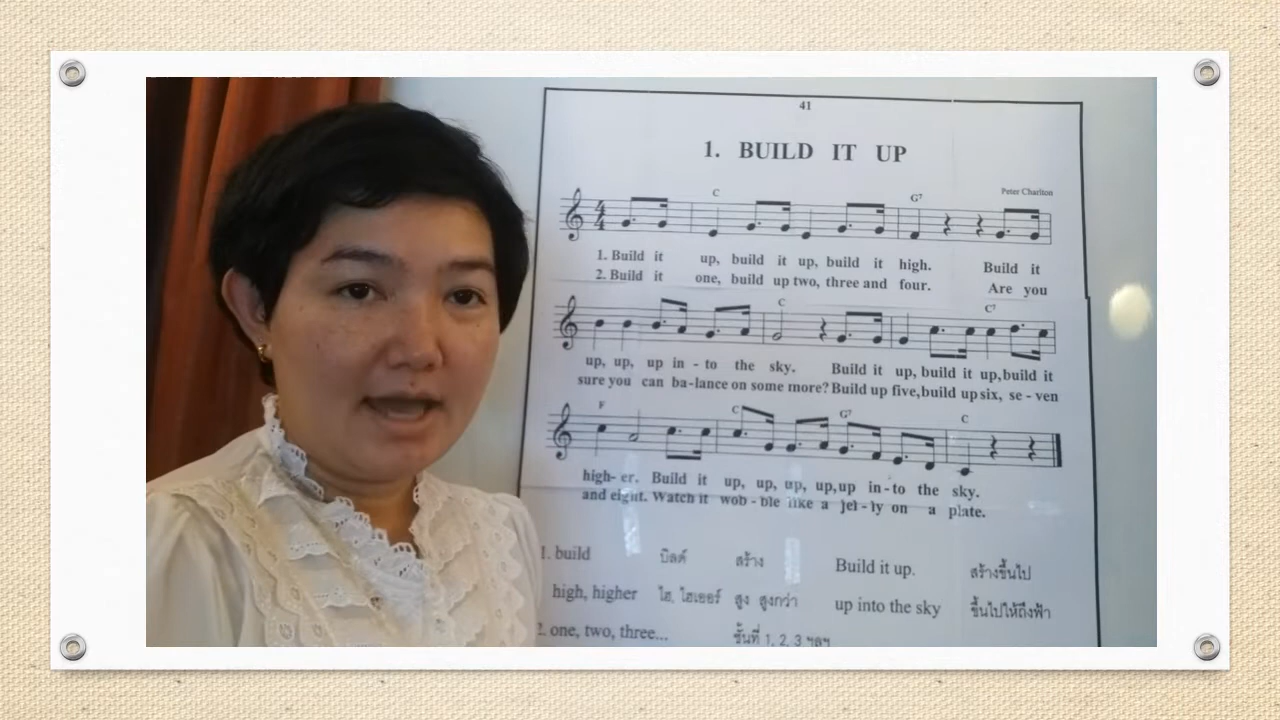 41
1. BUILD IT UP
Peter Charlton
C G7
4 4
1. Build it up, build it up, build it high. Build it
2. Build it one, build up two, three and four. Are you
C C7
up, up, up in - to the sky. Build it up, build it up, build it
sure you can ba-lance on some more? Build up five, build up six, se - ven
F C G7 C
high- er. Build it up, up, up, up, up in - to the sky.
and eight. Watch it wob - ble like a jel - ly on a plate.
1. build บิลด์ สร้าง Build it up. สร้างขึ้นไป
high, higher ไฮ, ไฮเออร์ สูง สูงกว่า up into the sky ขึ้นไปให้ถึงฟ้า
2. one, two, three... ชั้นที่ 1, 2, 3 ฯลฯ